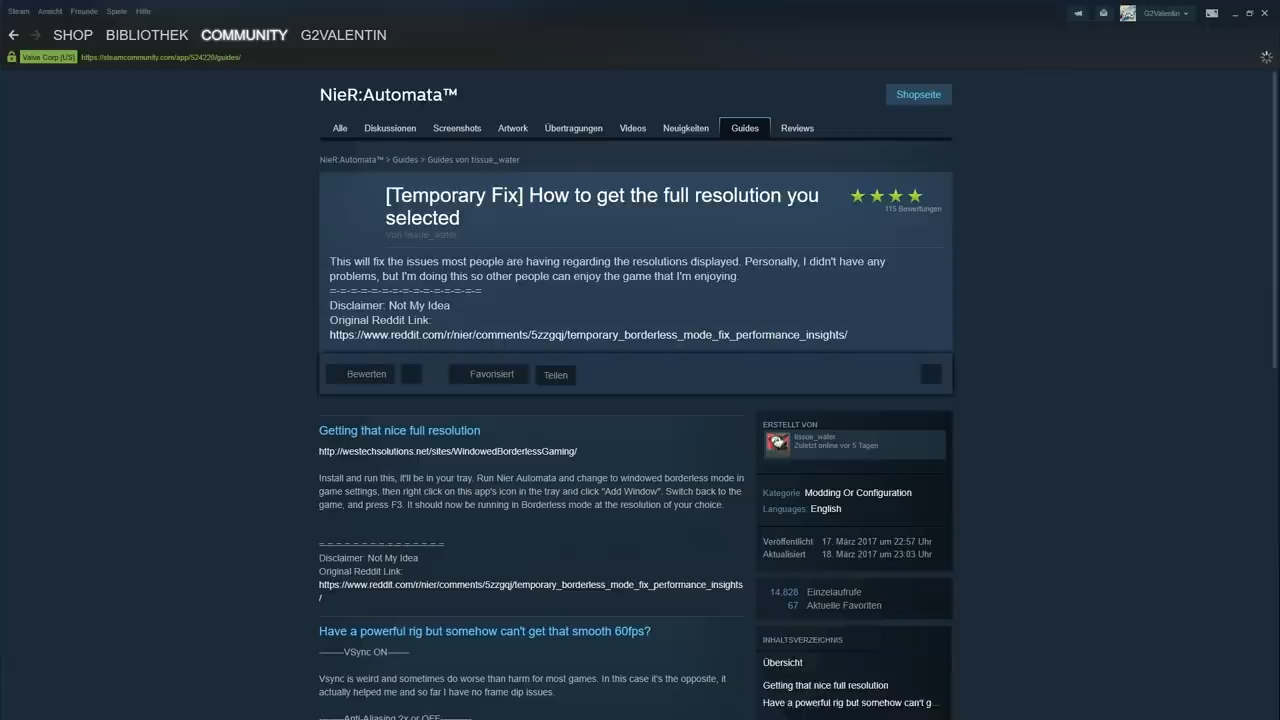 Steam Ansicht Freunde Spiele Hilfe
G2Valentin
SHOP BIBLIOTHEK COMMUNITY G2VALENTIN
Valve Corp [US] https://steamcommunity.com/app/524220/guides/
NieR:Automata™
Shopseite
Alle Diskussionen Screenshots Artwork Übertragungen Videos Neuigkeiten Guides Reviews
NieR:Automata™ > Guides > Guides von tissue_water
[Temporary Fix] How to get the full resolution you
selected
115 Bewertungen
Von tissue_water
This will fix the issues most people are having regarding the resolutions displayed. Personally, I didn't have any
problems, but I'm doing this so other people can enjoy the game that I'm enjoying.
=-=-=-=-=-=-=-=-=-=-=-=-=-=-=
Disclaimer: Not My Idea
Original Reddit Link:
https://www.reddit.com/r/nier/comments/5zzgqj/temporary_borderless_mode_fix_performance_insights/
Bewerten Favorisiert Teilen
Getting that nice full resolution
http://westechsolutions.net/sites/WindowedBorderlessGaming/
Install and run this, it'll be in your tray. Run Nier Automata and change to windowed borderless mode in
game settings, then right click on this app's icon in the tray and click "Add Window". Switch back to the
game, and press F3. It should now be running in Borderless mode at the resolution of your choice.
=-=-=-=-=-=-=-=-=-=-=-=-=-=-=
Disclaimer: Not My Idea
Original Reddit Link:
https://www.reddit.com/r/nier/comments/5zzgqj/temporary_borderless_mode_fix_performance_insights
/
Have a powerful rig but somehow can't get that smooth 60fps?
--------VSync ON-------
Vsync is weird and sometimes do worse than harm for most games. In this case it's the opposite, it
actually helped me and so far I have no frame dip issues.
--------Anti-Aliasing 2x or OFF----------
ERSTELLT VON
tissue_water
Zuletzt online vor 5 Tagen
Kategorie: Modding Or Configuration
Languages: English
Veröffentlicht 17. März 2017 um 22:57 Uhr
Aktualisiert 18. März 2017 um 23:03 Uhr
14.828 Einzelaufrufe
67 Aktuelle Favoriten
INHALTSVERZEICHNIS
Übersicht
Getting that nice full resolution
Have a powerful rig but somehow can't g...